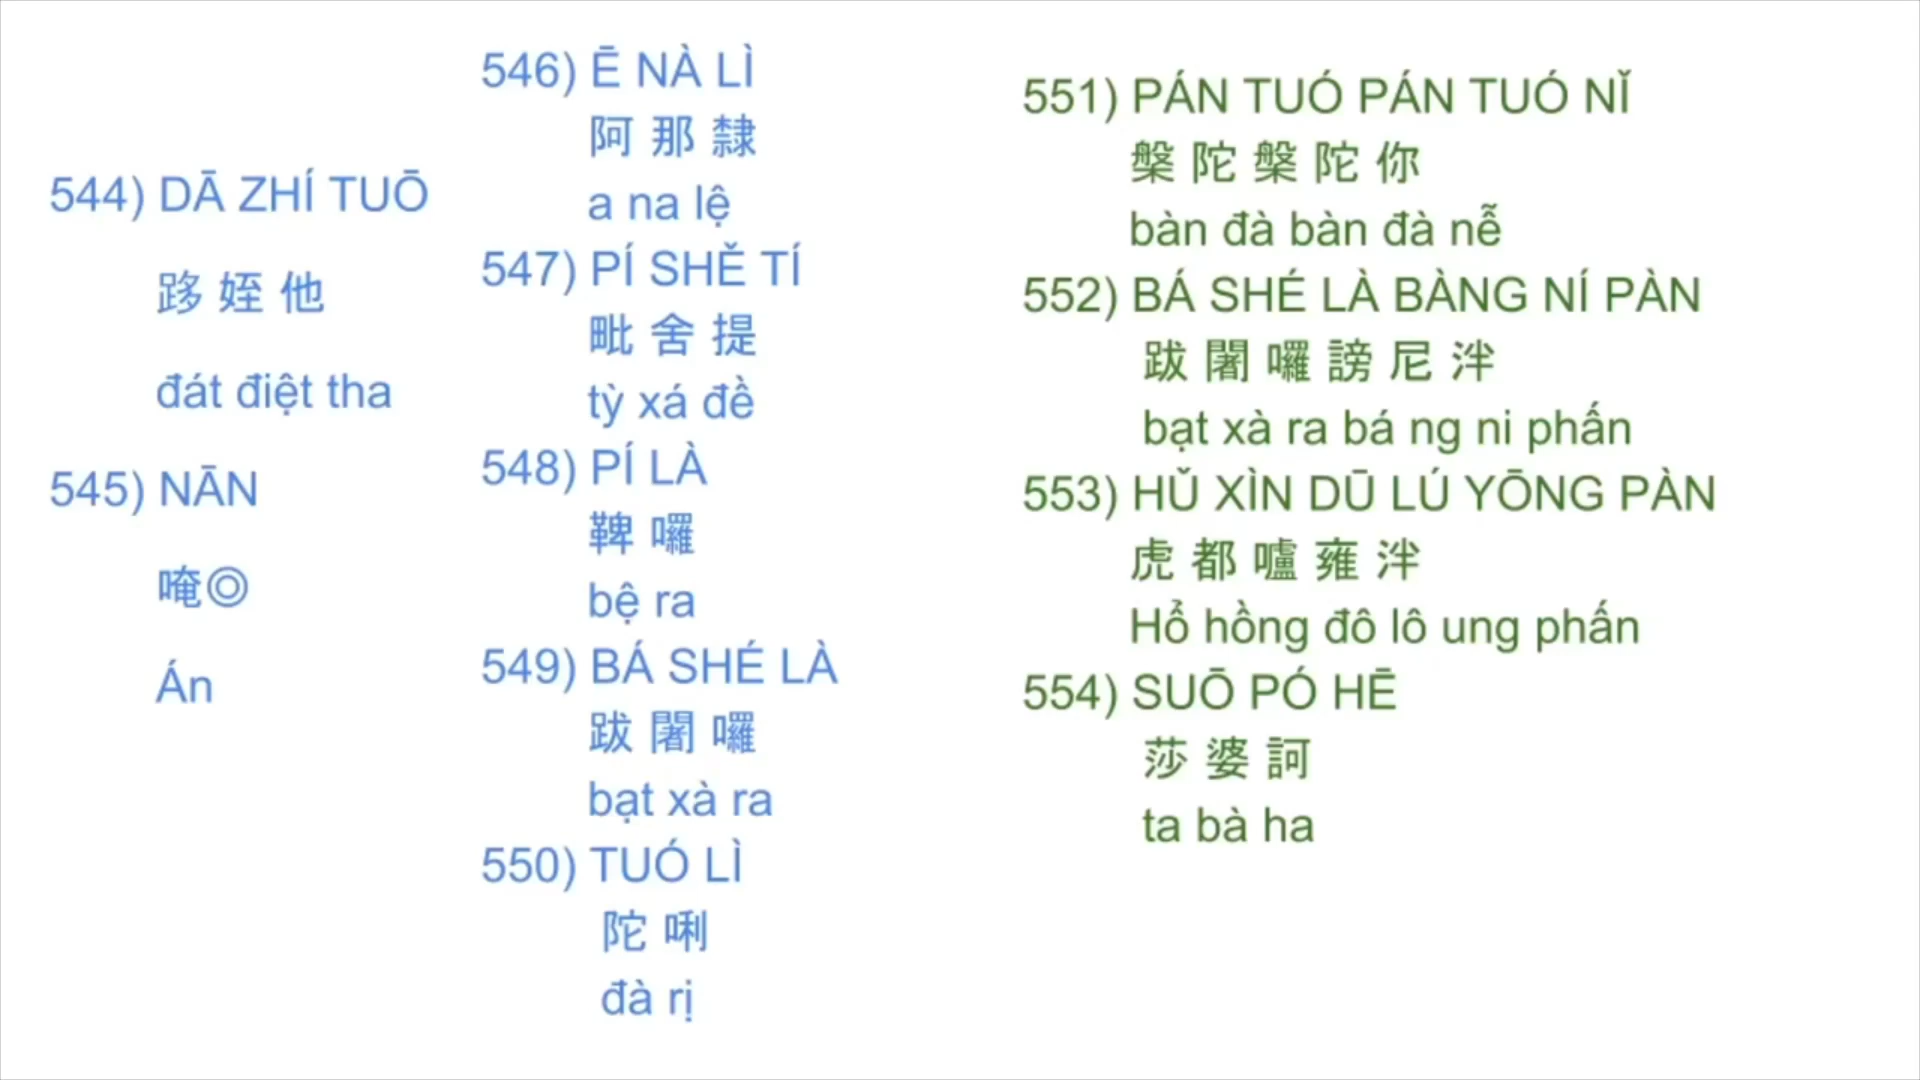 544) DĀ ZHÍ TUŌ
跢 姪 他
đát điệt tha
545) NĀN
唵◎
Án
546) Ē NÀ LÌ
阿 那 隸
a na lệ
547) PÍ SHĚ TÍ
毗 舍 提
tỳ xá đề
548) PÍ LÀ
鞞 囉
bệ ra
549) BÁ SHÉ LÀ
跋 闍 囉
bạt xà ra
550) TUÓ LÌ
陀 唎
đà rị
551) PÁN TUÓ PÁN TUÓ NǏ
槃 陀 槃 陀 你
bàn đà bàn đà nễ
552) BÁ SHÉ LÀ BÀNG NÍ PÀN
跋 闍 囉 謗 尼 泮
bạt xà ra bá ng ni phấn
553) HǓ XÌN DŪ LÚ YŌNG PÀN
虎 都 嚧 雍 泮
Hổ hồng đô lô ung phấn
554) SUŌ PÓ HĒ
莎 婆 訶
ta bà ha